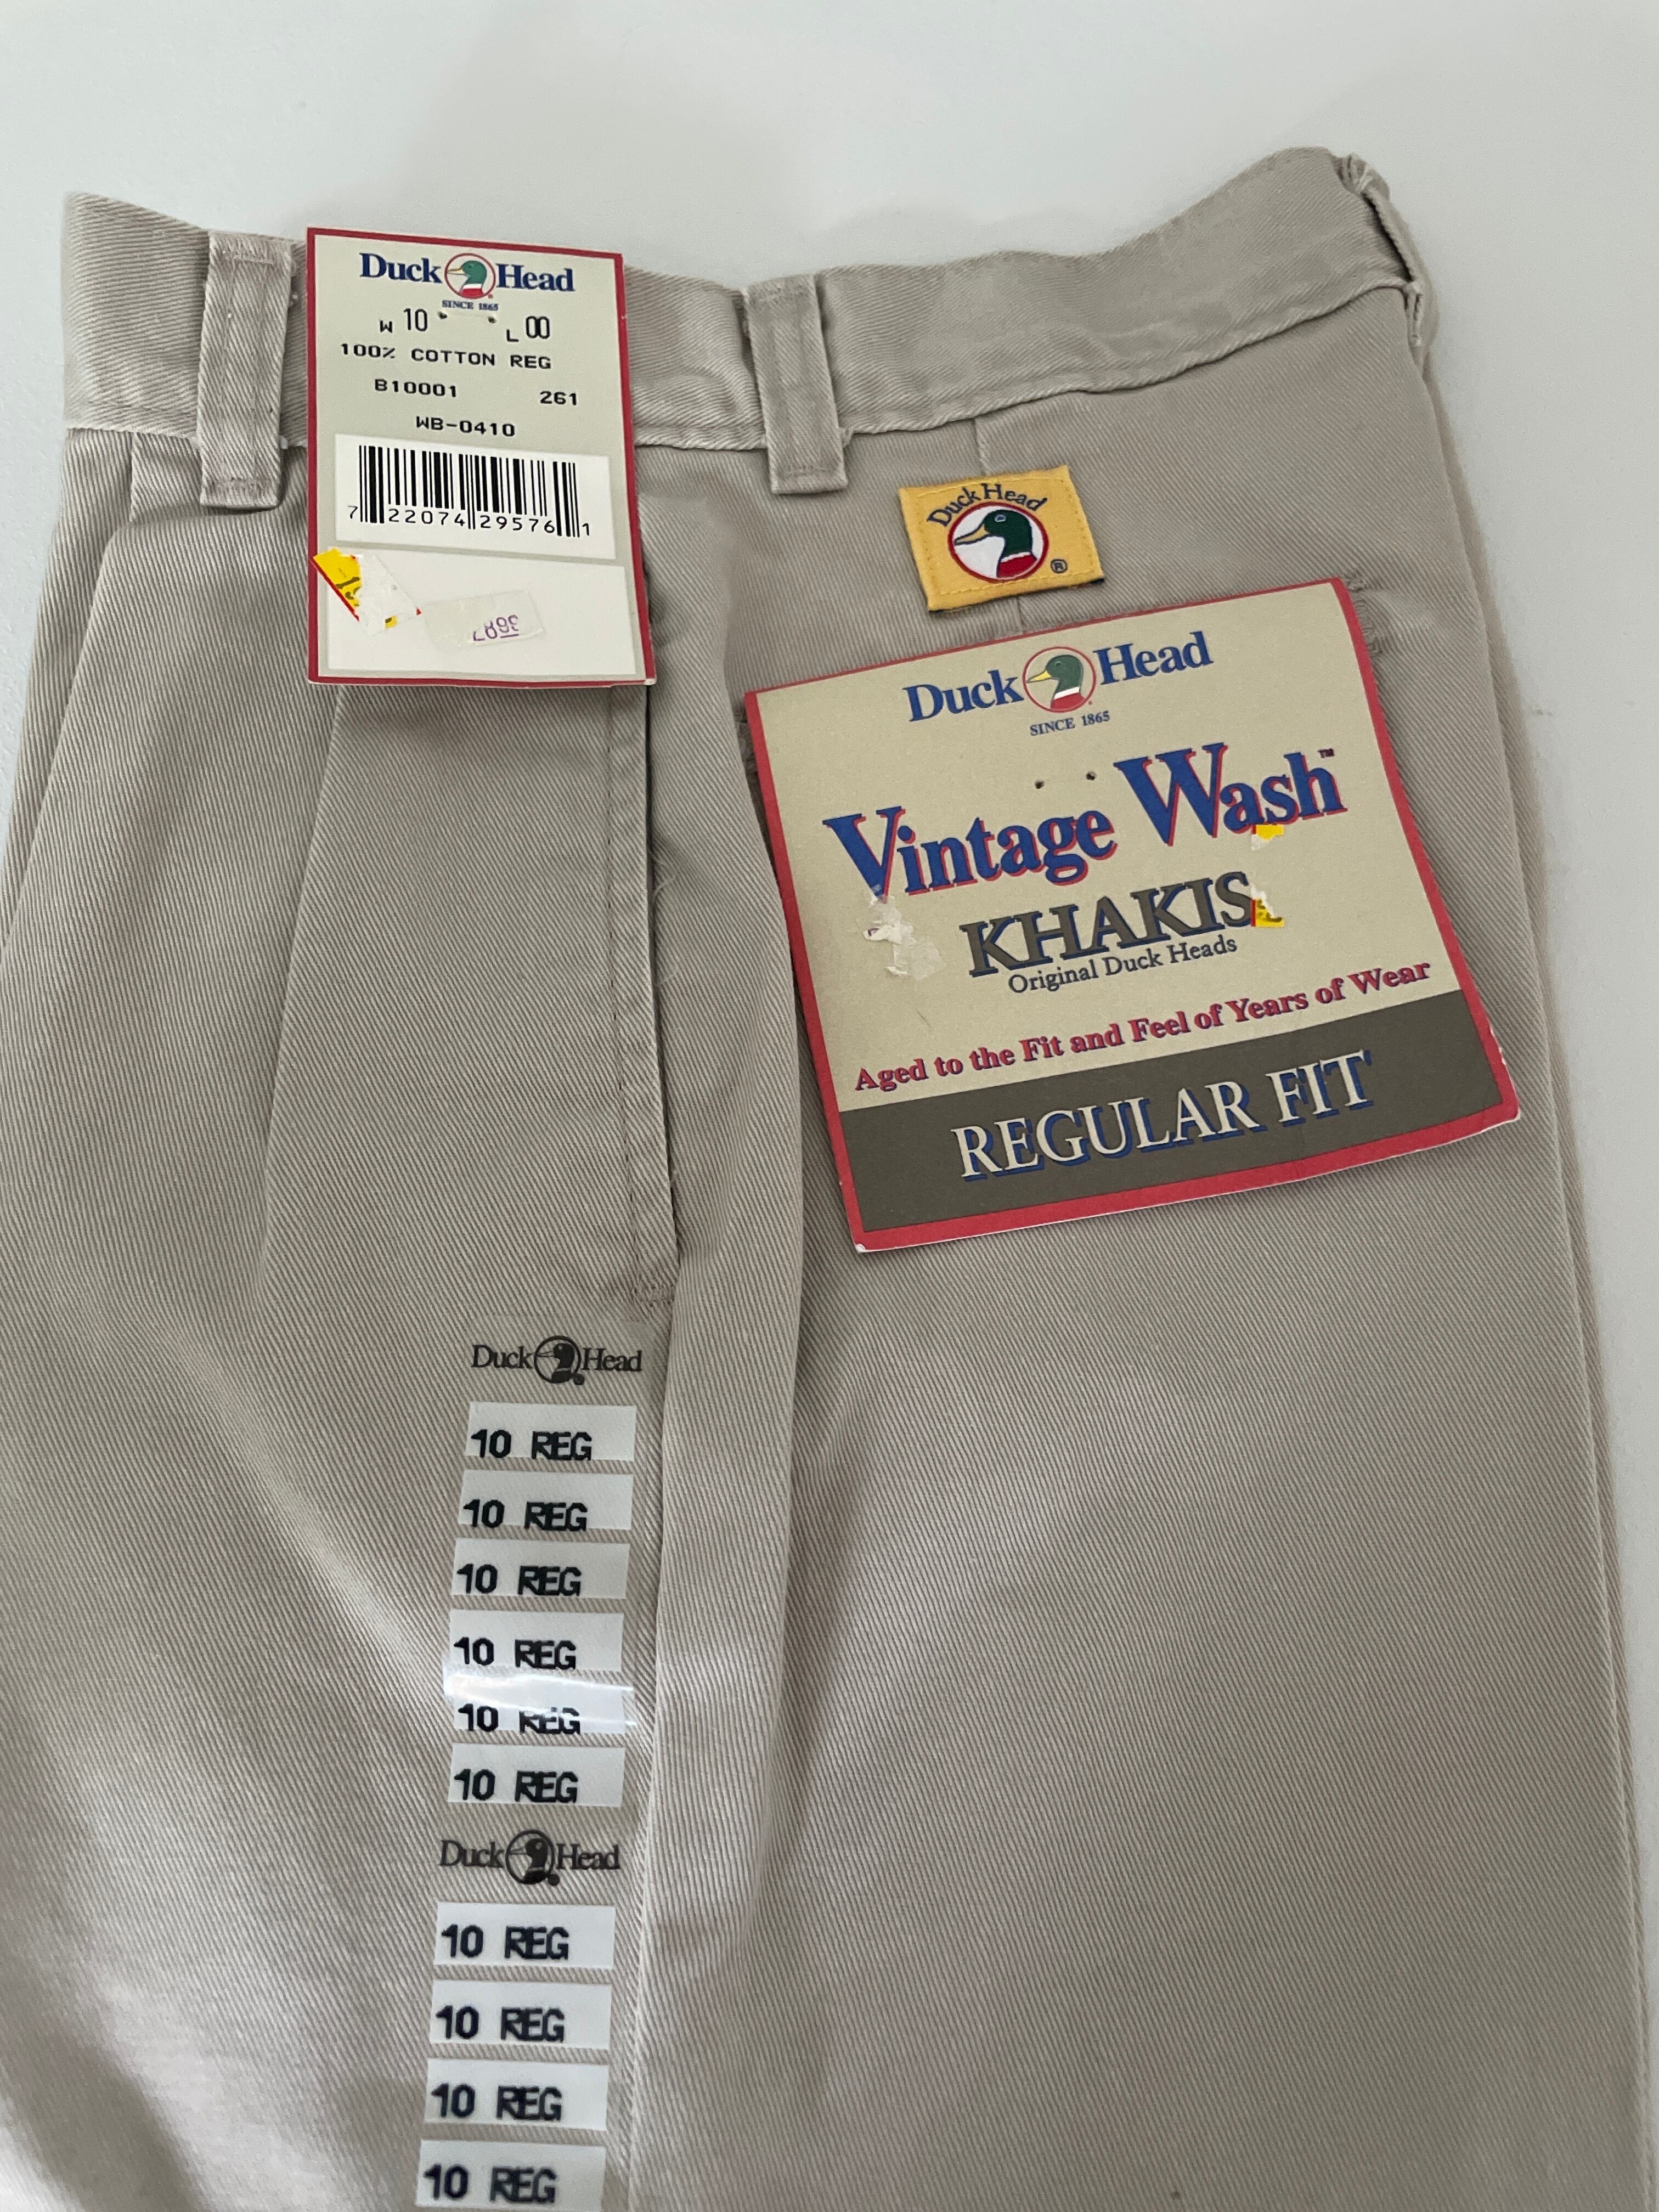 Duck Head
SINCE 1865
W 10 L 00
100% COTTON REG
B10001 261
WB-0410
7 22074 29576 1
Duck Head
®
Duck Head
SINCE 1865
Vintage Wash™
KHAKIS
Original Duck Heads
Aged to the Fit and Feel of Years of Wear
REGULAR FIT
Duck Head
10 REG
10 REG
10 REG
10 REG
10 REG
10 REG
Duck Head
10 REG
10 REG
10 REG
10 REG